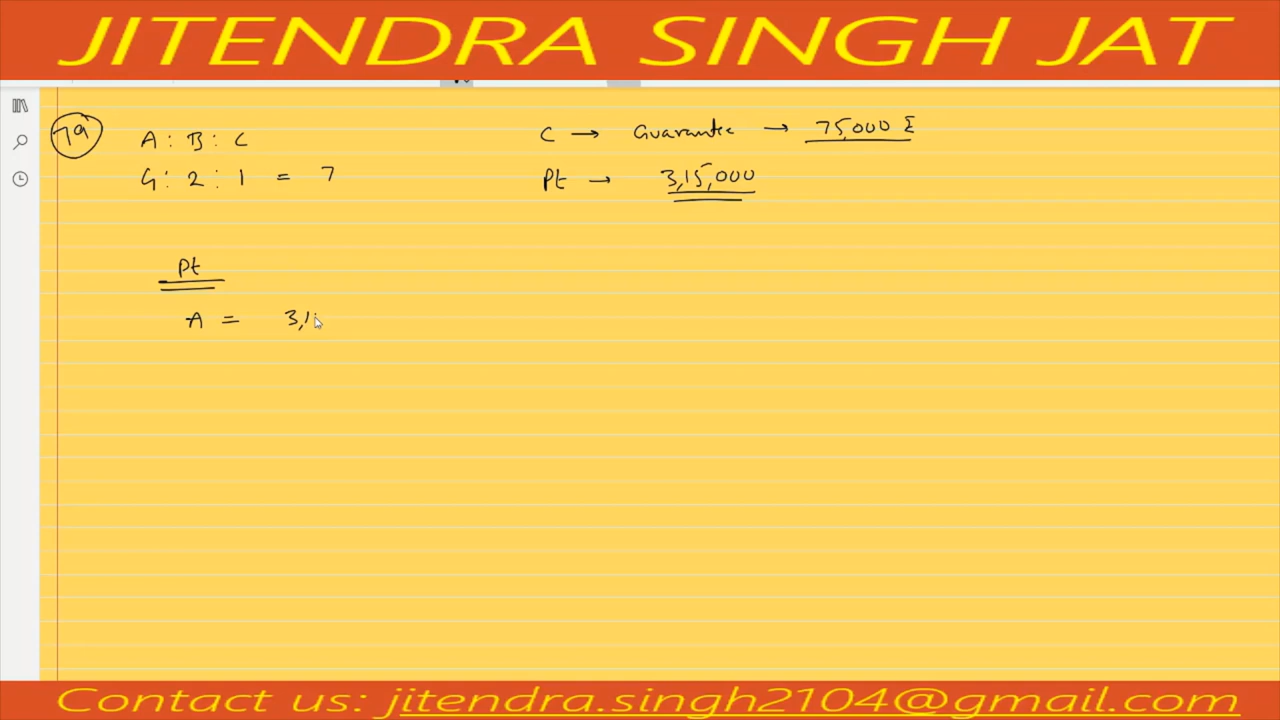 JITENDRA SINGH JAT
79
A : B : C
4 : 2 : 1 = 7
C → Guarantee → 75,000 Σ
Pt → 3,15,000
Pt
A = 3,1
Contact us: jitendra.singh2104@gmail.com